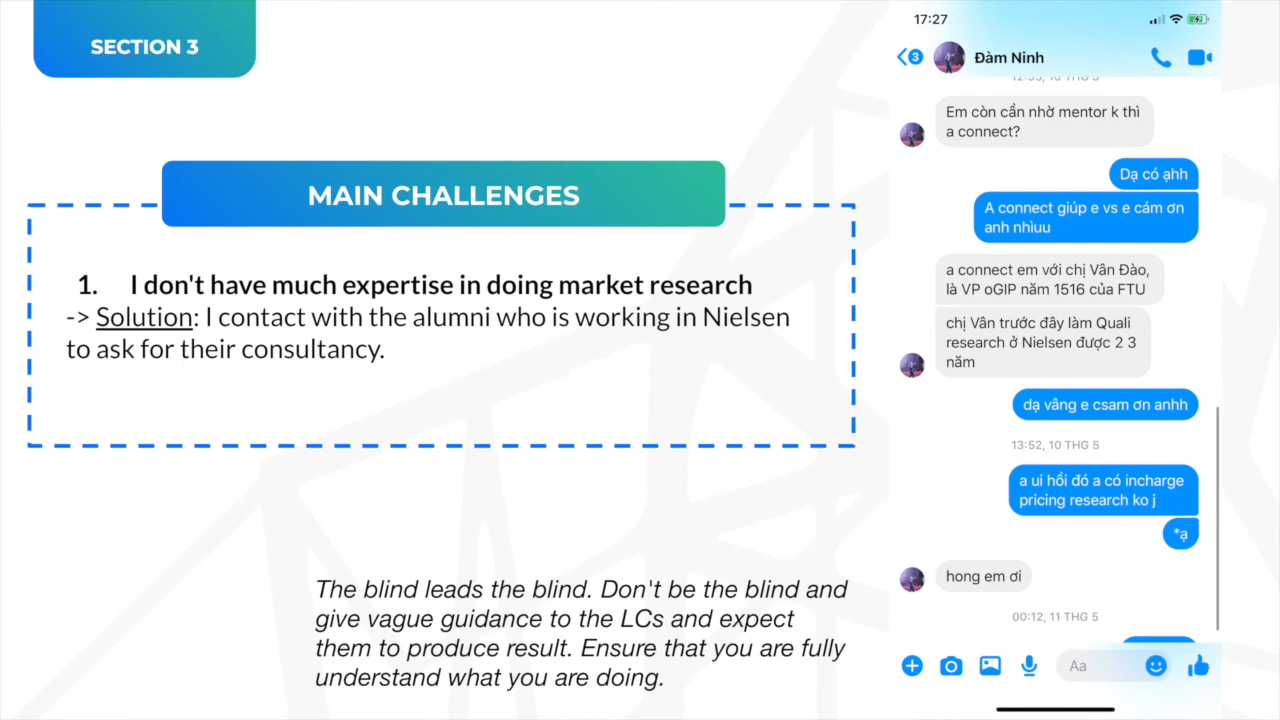 SECTION 3
MAIN CHALLENGES
1. I don't have much expertise in doing market research
-> Solution: I contact with the alumni who is working in Nielsen
to ask for their consultancy.
The blind leads the blind. Don't be the blind and
give vague guidance to the LCs and expect
them to produce result. Ensure that you are fully
understand what you are doing.
17:27
3
Đàm Ninh
Em còn cần nhờ mentor k thì
a connect?
Dạ có ạhh
A connect giúp e vs e cám ơn
anh nhìuu
a connect em với chị Vân Đào,
là VP oGIP năm 1516 của FTU
chị Vân trước đây làm Quali
research ở Nielsen được 2 3
năm
dạ vâng e csam ơn anhh
13:52, 10 THG 5
a ui hồi đó a có incharge
pricing research ko j
*ạ
hong em ơi
00:12, 11 THG 5
Aa